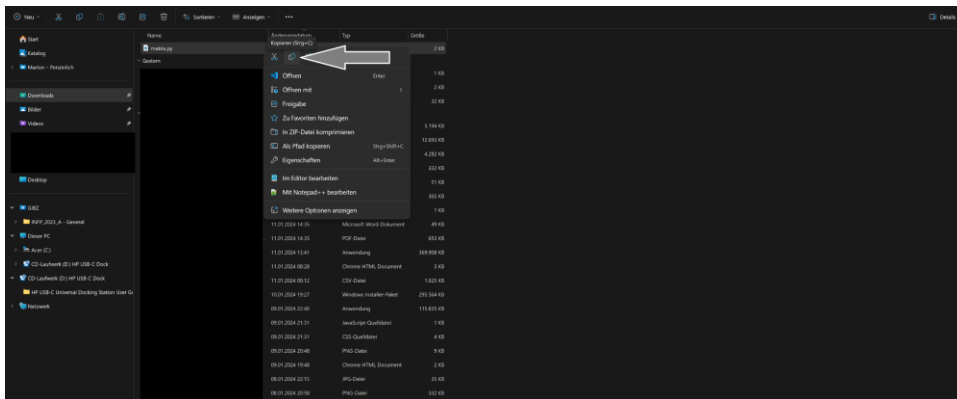 Neu
Sortieren
Anzeigen
Details
Start
Katalog
Marlon – Persönlich
Downloads
Bilder
Videos
Desktop
GIBZ
INFP_2023_A - General
Dieser PC
Acer (C:)
CD-Laufwerk (D:) HP USB-C Dock
CD-Laufwerk (D:) HP USB-C Dock
HP USB-C Universal Docking Station User G
Netzwerk
Name Änderungsdatum Typ Größe
2 KB
Gestern
Kopieren (Strg+C)
Öffnen Enter
Öffnen mit
Freigabe
Zu Favoriten hinzufügen
In ZIP-Datei komprimieren
Als Pfad kopieren Strg+Shift+C
Eigenschaften Alt+Enter
Im Editor bearbeiten
Mit Notepad++ bearbeiten
Weitere Optionen anzeigen
1 KB
2 KB
32 KB
5.194 KB
12.693 KB
4.282 KB
222 KB
51 KB
365 KB
1 KB
11.01.2024 14:35 Microsoft Word-Dokument 49 KB
11.01.2024 14:35 PDF-Datei 653 KB
11.01.2024 13:41 Anwendung 369.908 KB
11.01.2024 08:28 Chrome HTML Document 3 KB
11.01.2024 08:12 CSV-Datei 1.025 KB
10.01.2024 19:27 Windows Installer-Paket 295.564 KB
09.01.2024 22:40 Anwendung 115.825 KB
09.01.2024 21:31 JavaScript-Quelldatei 1 KB
09.01.2024 21:31 CSS-Quelldatei 4 KB
09.01.2024 20:48 PNG-Datei 9 KB
09.01.2024 19:48 Chrome HTML Document 2 KB
08.01.2024 22:15 JPG-Datei 35 KB
08.01.2024 20:58 PNG-Datei 332 KB